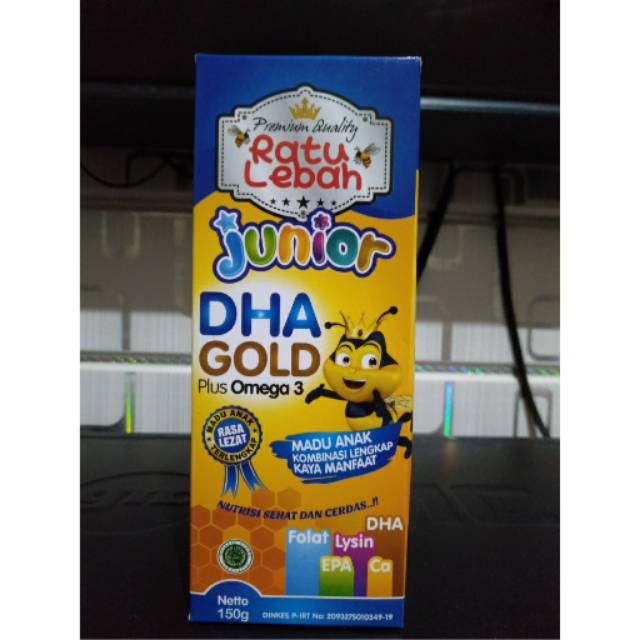 Premium Quality
Ratu
Lebah
junior
DHA
GOLD
Plus Omega 3
MADU ANAK
RASA
LEZAT
TERLENGKAP
MADU ANAK
KOMBINASI LENGKAP
KAYA MANFAAT
NUTRISI SEHAT DAN CERDAS..!!
DHA
Folat
Lysin
EPA
Ca
Netto
150g
DINKES P-IRT No: 2093275010349-19